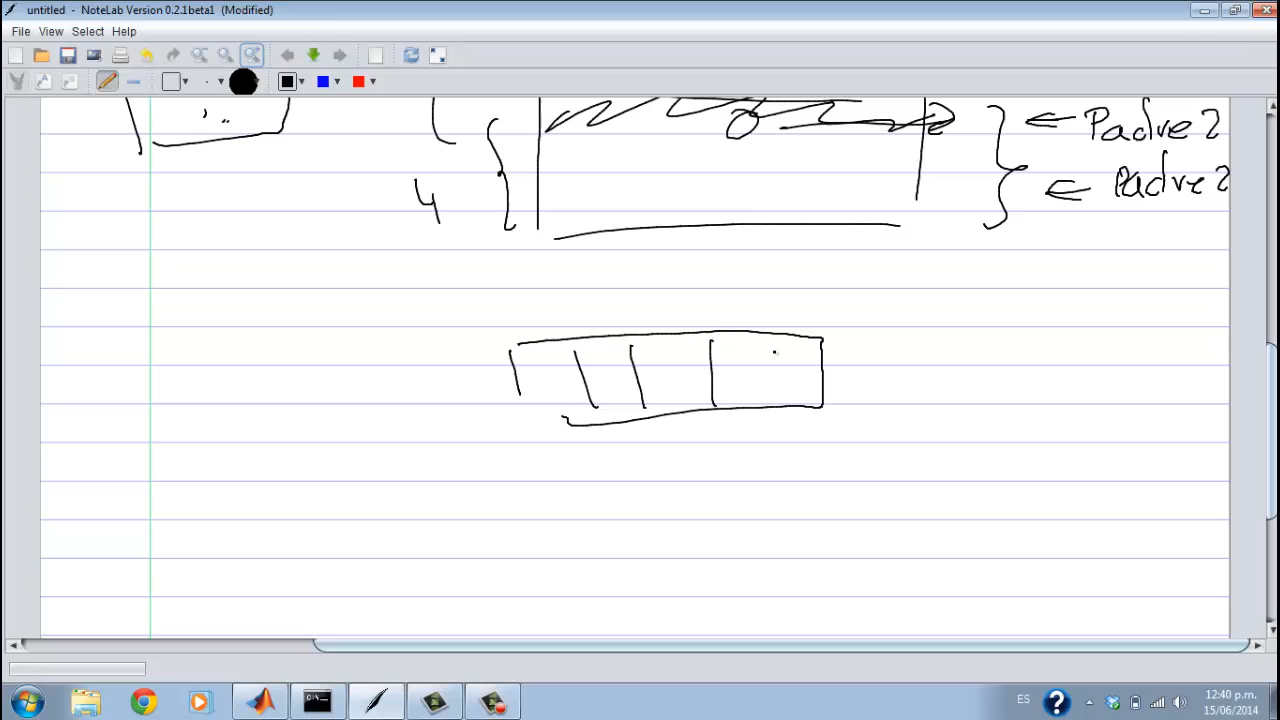 untitled - NoteLab Version 0.2.1beta1 (Modified)
File View Select Help
← Padre 2
4
← Padre 2
C:\.
ES
?
12:40 p.m.
15/06/2014